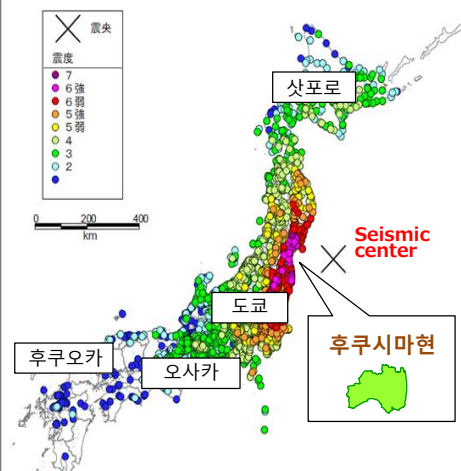 震央
震度
7
6強
6弱
5強
5弱
4
3
2
0 200 400
km
삿포로
Seismic
center
도쿄
후쿠시마현
후쿠오카
오사카